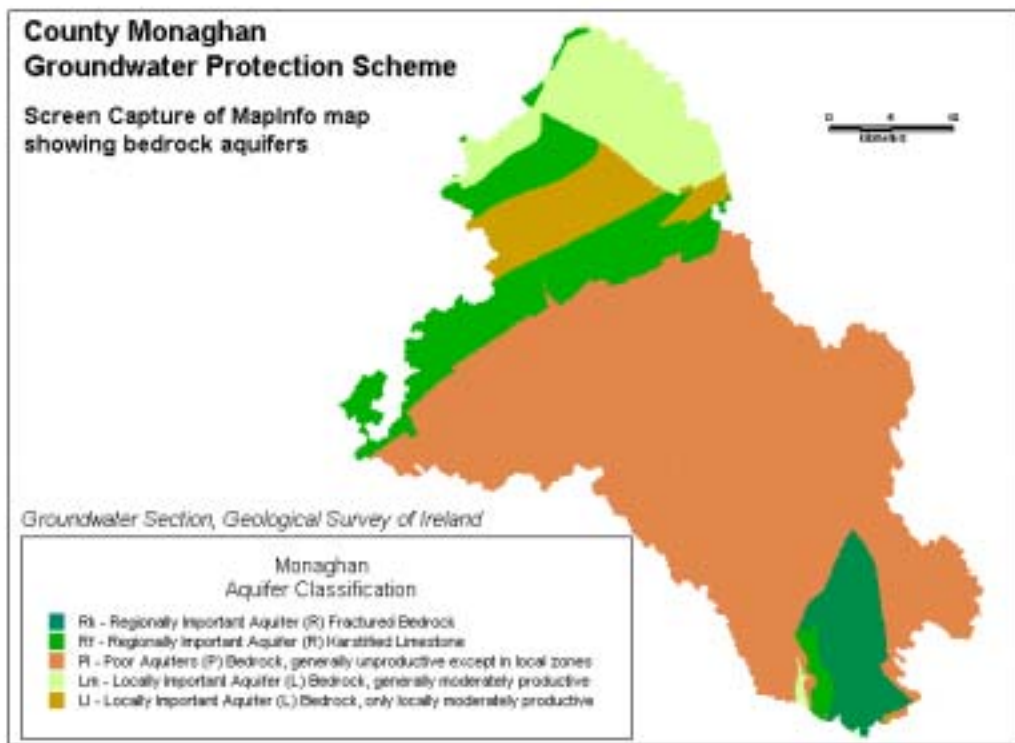 County Monaghan
Groundwater Protection Scheme
Screen Capture of MapInfo map
showing bedrock aquifers
0
Groundwater Section, Geological Survey of Ireland
Monaghan
Aquifer Classification
Rk - Regionally Important Aquifer (R) Fractured Bedrock
Rf - Regionally Important Aquifer (R) Karstified Limestone
Pl - Poor Aquifers (P) Bedrock, generally unproductive except in local zones
Lm - Locally Important Aquifer (L) Bedrock, generally moderately productive
Ll - Locally Important Aquifer (L) Bedrock, only locally moderately productive